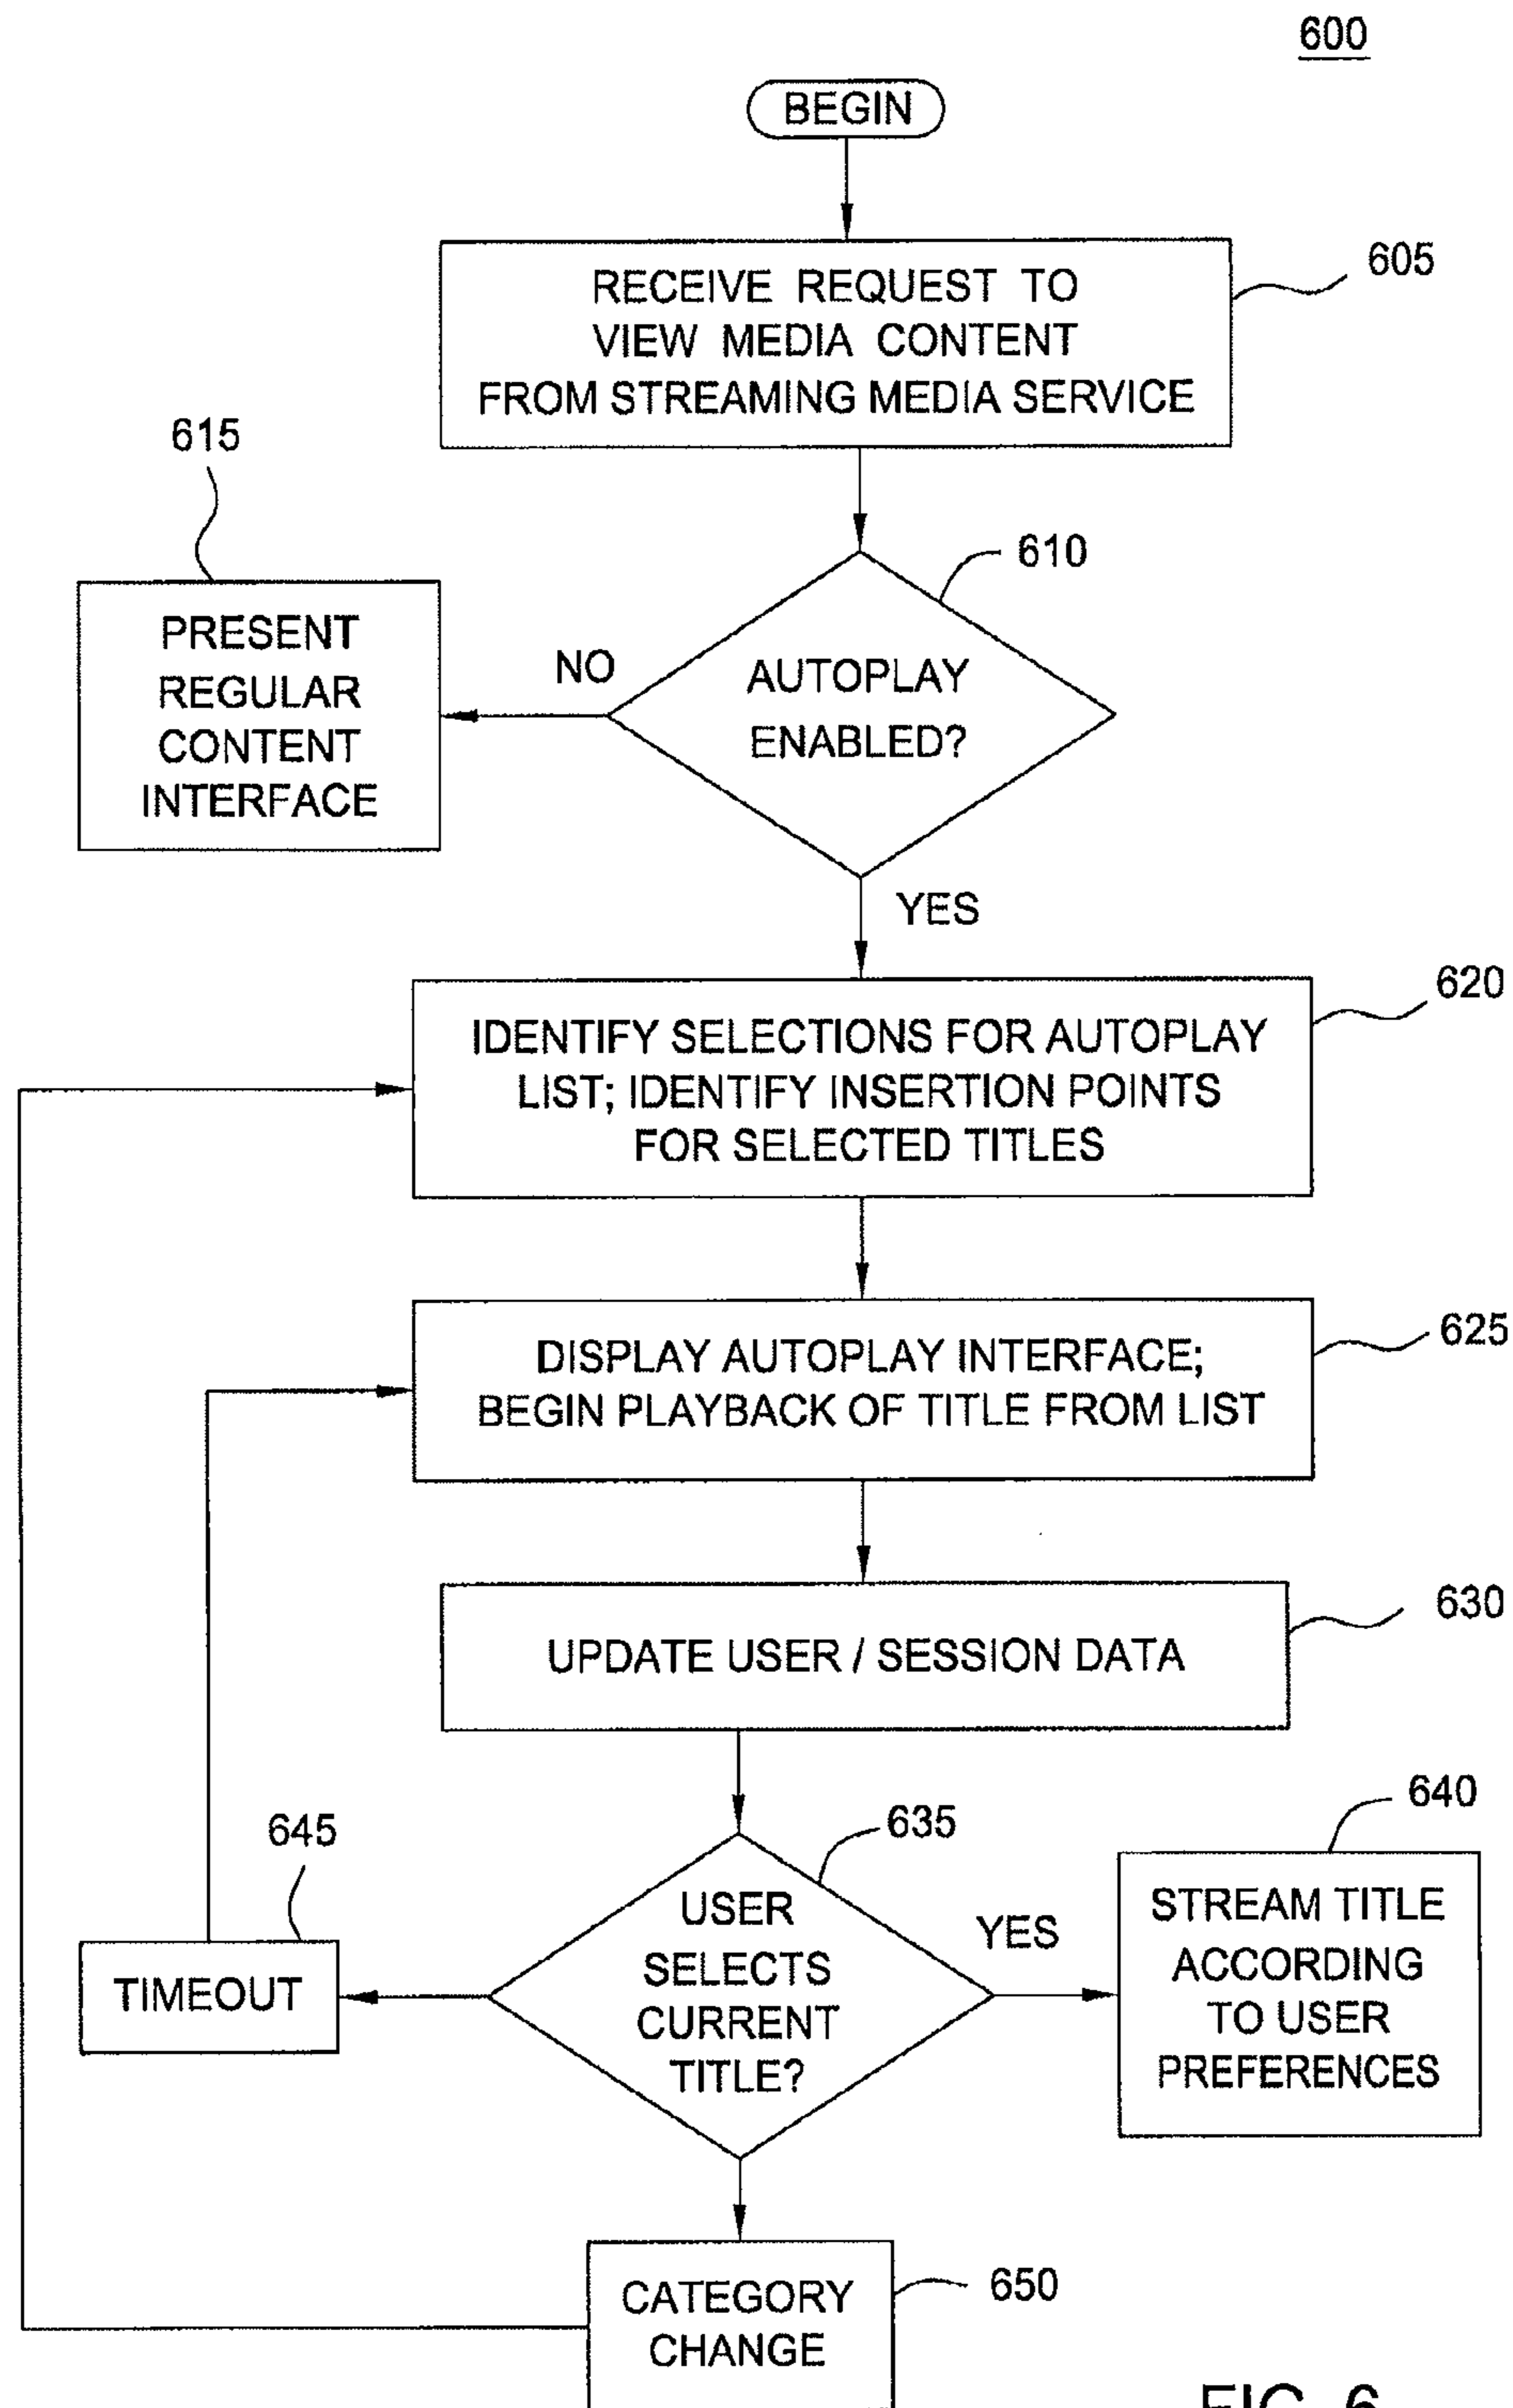 600
BEGIN
RECEIVE REQUEST TO
VIEW MEDIA CONTENT
FROM STREAMING MEDIA SERVICE
605
615
610
PRESENT
REGULAR
CONTENT
INTERFACE
NO
AUTOPLAY
ENABLED?
YES
620
IDENTIFY SELECTIONS FOR AUTOPLAY
LIST; IDENTIFY INSERTION POINTS
FOR SELECTED TITLES
625
DISPLAY AUTOPLAY INTERFACE;
BEGIN PLAYBACK OF TITLE FROM LIST
630
UPDATE USER / SESSION DATA
640
645
635
USER
SELECTS
CURRENT
TITLE?
YES
STREAM TITLE
ACCORDING
TO USER
PREFERENCES
TIMEOUT
650
CATEGORY
CHANGE
FIG. 6